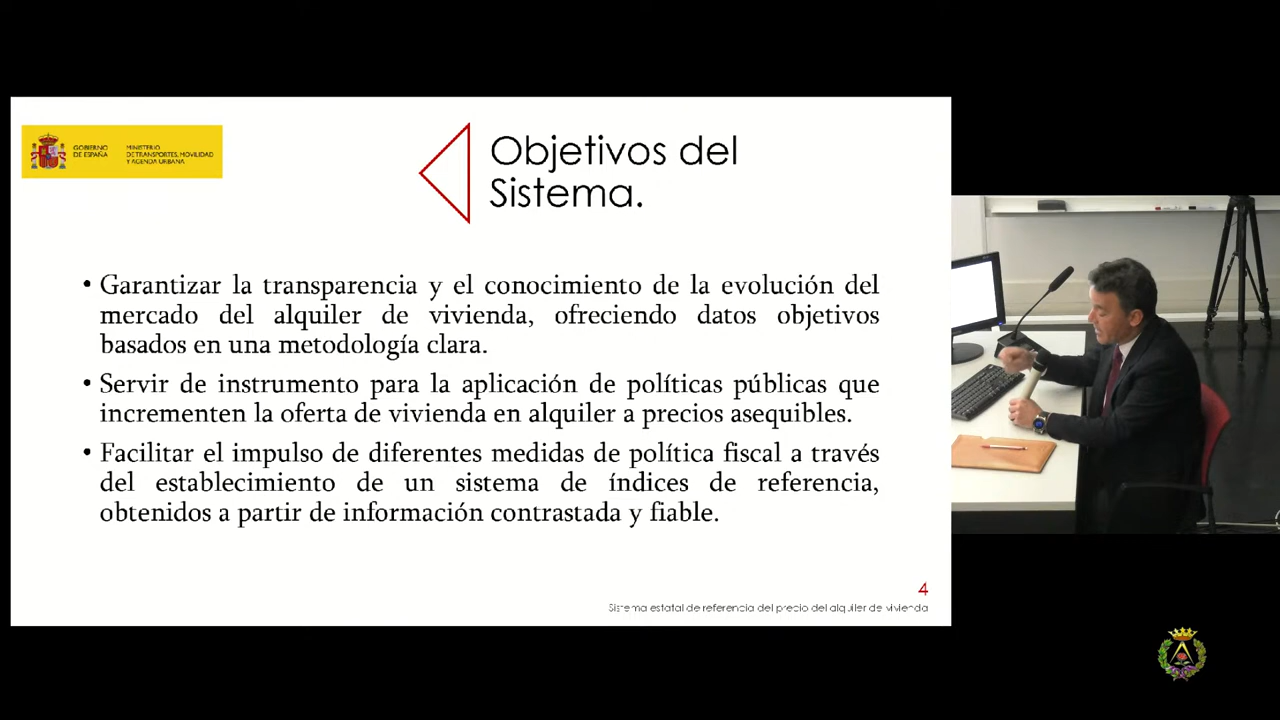 GOBIERNO
DE ESPAÑA
MINISTERIO
DE TRANSPORTES, MOVILIDAD
Y AGENDA URBANA
Objetivos del
Sistema.
• Garantizar la transparencia y el conocimiento de la evolución del
mercado del alquiler de vivienda, ofreciendo datos objetivos
basados en una metodología clara.
• Servir de instrumento para la aplicación de políticas públicas que
incrementen la oferta de vivienda en alquiler a precios asequibles.
• Facilitar el impulso de diferentes medidas de política fiscal a través
del establecimiento de un sistema de índices de referencia,
obtenidos a partir de información contrastada y fiable.
4
Sistema estatal de referencia del precio del alquiler de vivienda